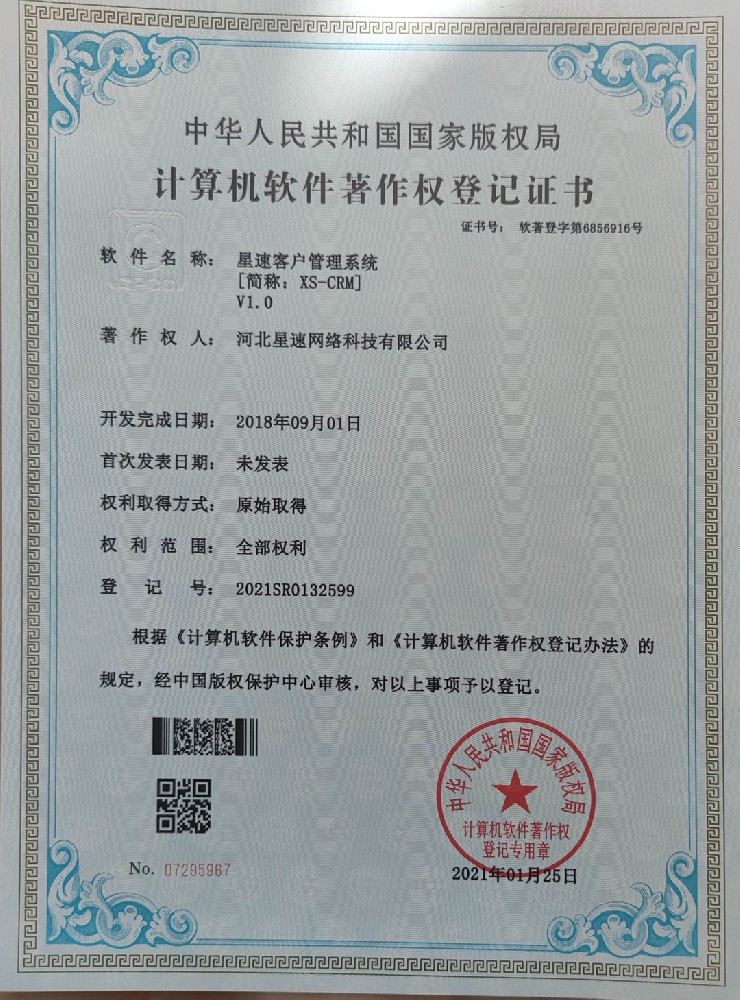 中华人民共和国国家版权局
计算机软件著作权登记证书
证书号： 软著登字第6856916号
软件名称： 星速客户管理系统
[简称：XS-CRM]
V1.0
著作权人： 河北星速网络科技有限公司
开发完成日期： 2018年09月01日
首次发表日期： 未发表
权利取得方式： 原始取得
权利范围： 全部权利
登记号： 2021SR0132599
根据《计算机软件保护条例》和《计算机软件著作权登记办法》的
规定，经中国版权保护中心审核，对以上事项予以登记。
中华人民共和国国家版权局
计算机软件著作权
登记专用章
No. 07295967
2021年01月25日